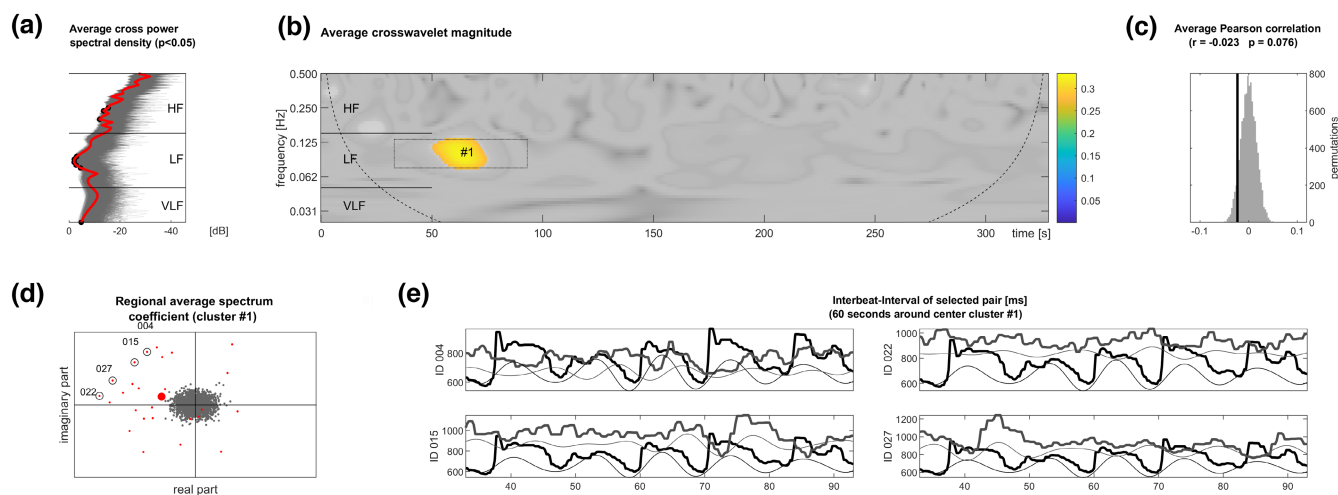 (a)
Average cross power
spectral density (p<0.05)
HF
LF
VLF
0 -20 -40 [dB]
(b)
Average crosswavelet magnitude
frequency [Hz]
0.500
0.250
0.125
0.062
0.031
HF
LF
VLF
#1
0 50 100 150 200 250 300 time [s]
0.3
0.25
0.2
0.15
0.1
0.05
(c)
Average Pearson correlation
(r = -0.023 p = 0.076)
800
600
400
200
0
permutations
-0.1 0 0.1
(d)
Regional average spectrum
coefficient (cluster #1)
004
015
027
022
imaginary part
real part
(e)
Interbeat-Interval of selected pair [ms]
(60 seconds around center cluster #1)
ID 004
800
600
ID 022
1000
800
600
ID 015
1000
800
600
40 50 60 70 80 90
ID 027
1200
1000
800
600
40 50 60 70 80 90